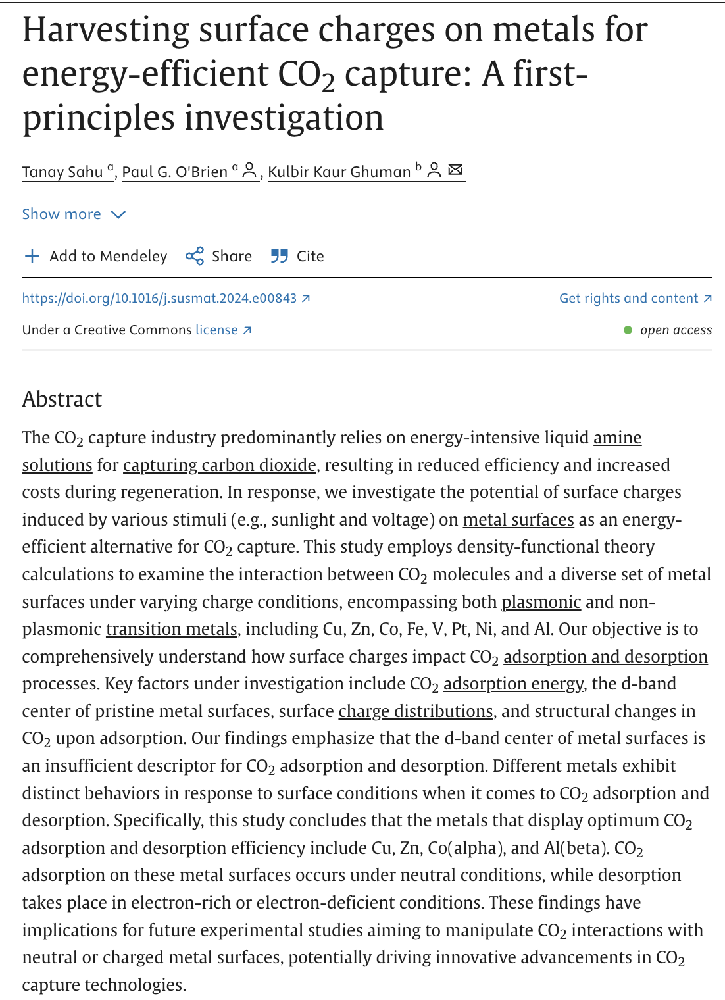 Harvesting surface charges on metals for
energy-efficient CO2 capture: A first-
principles investigation
Tanay Sahu a, Paul G. O'Brien a, Kulbir Kaur Ghuman b
Show more
Add to Mendeley Share Cite
https://doi.org/10.1016/j.susmat.2024.e00843 ↗ Get rights and content ↗
Under a Creative Commons license ↗ open access
Abstract
The CO2 capture industry predominantly relies on energy-intensive liquid amine
solutions for capturing carbon dioxide, resulting in reduced efficiency and increased
costs during regeneration. In response, we investigate the potential of surface charges
induced by various stimuli (e.g., sunlight and voltage) on metal surfaces as an energy-
efficient alternative for CO2 capture. This study employs density-functional theory
calculations to examine the interaction between CO2 molecules and a diverse set of metal
surfaces under varying charge conditions, encompassing both plasmonic and non-
plasmonic transition metals, including Cu, Zn, Co, Fe, V, Pt, Ni, and Al. Our objective is to
comprehensively understand how surface charges impact CO2 adsorption and desorption
processes. Key factors under investigation include CO2 adsorption energy, the d-band
center of pristine metal surfaces, surface charge distributions, and structural changes in
CO2 upon adsorption. Our findings emphasize that the d-band center of metal surfaces is
an insufficient descriptor for CO2 adsorption and desorption. Different metals exhibit
distinct behaviors in response to surface conditions when it comes to CO2 adsorption and
desorption. Specifically, this study concludes that the metals that display optimum CO2
adsorption and desorption efficiency include Cu, Zn, Co(alpha), and Al(beta). CO2
adsorption on these metal surfaces occurs under neutral conditions, while desorption
takes place in electron-rich or electron-deficient conditions. These findings have
implications for future experimental studies aiming to manipulate CO2 interactions with
neutral or charged metal surfaces, potentially driving innovative advancements in CO2
capture technologies.